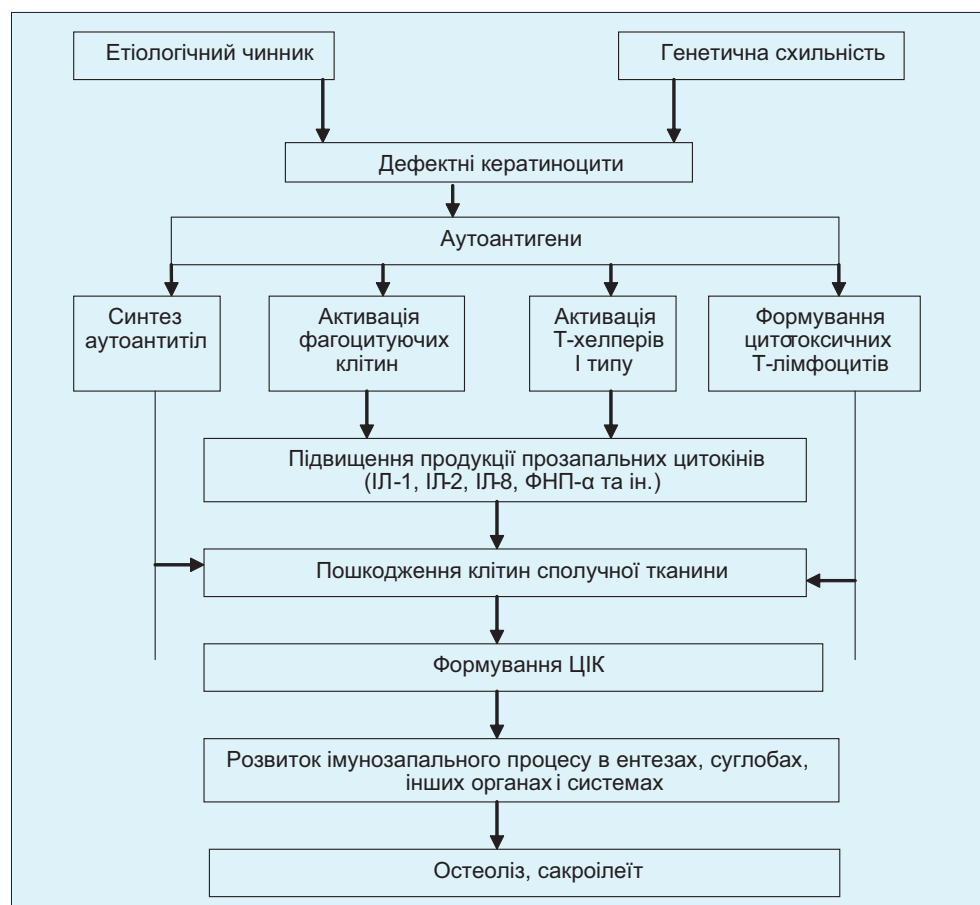 Етіологічний чинник
Генетична схильність
Дефектні кератиноцити
Аутоантигени
Синтез
аутоантитіл
Активація
фагоцитуючих
клітин
Активація
Т-хелперів
І типу
Формування
цитотоксичних
Т-лімфоцитів
Підвищення продукції прозапальних цитокінів
(ІЛ-1, ІЛ-2, ІЛ-8, ФНП-α та ін.)
Пошкодження клітин сполучної тканини
Формування ЦІК
Розвиток імунозапального процесу в ентезах, суглобах,
інших органах і системах
Остеоліз, сакроілеїт